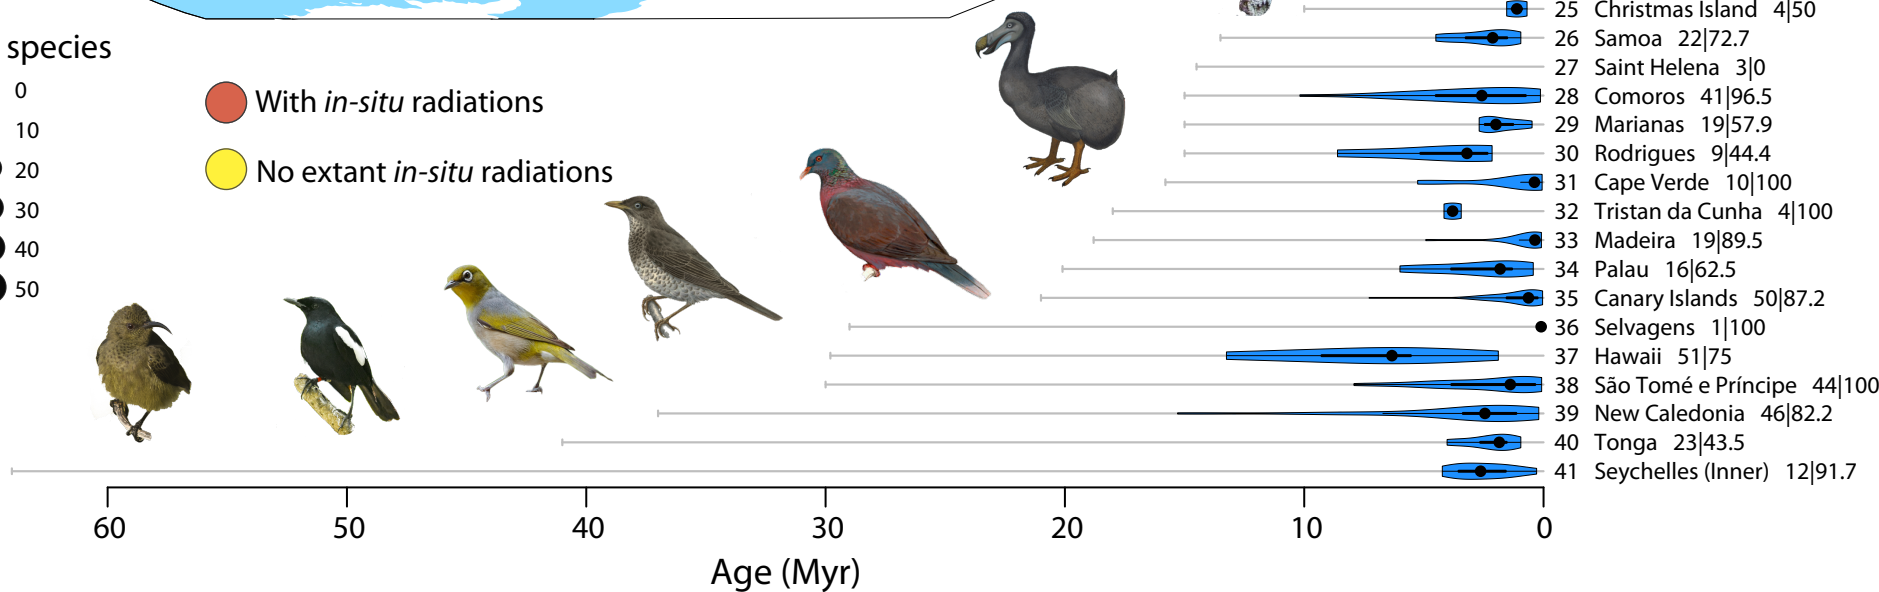 species
0
10
20
30
40
50
With in-situ radiations
No extant in-situ radiations
25 Christmas Island 4|50
26 Samoa 22|72.7
27 Saint Helena 3|0
28 Comoros 41|96.5
29 Marianas 19|57.9
30 Rodrigues 9|44.4
31 Cape Verde 10|100
32 Tristan da Cunha 4|100
33 Madeira 19|89.5
34 Palau 16|62.5
35 Canary Islands 50|87.2
36 Selvagens 1|100
37 Hawaii 51|75
38 São Tomé e Príncipe 44|100
39 New Caledonia 46|82.2
40 Tonga 23|43.5
41 Seychelles (Inner) 12|91.7
60 50 40 30 20 10 0
Age (Myr)